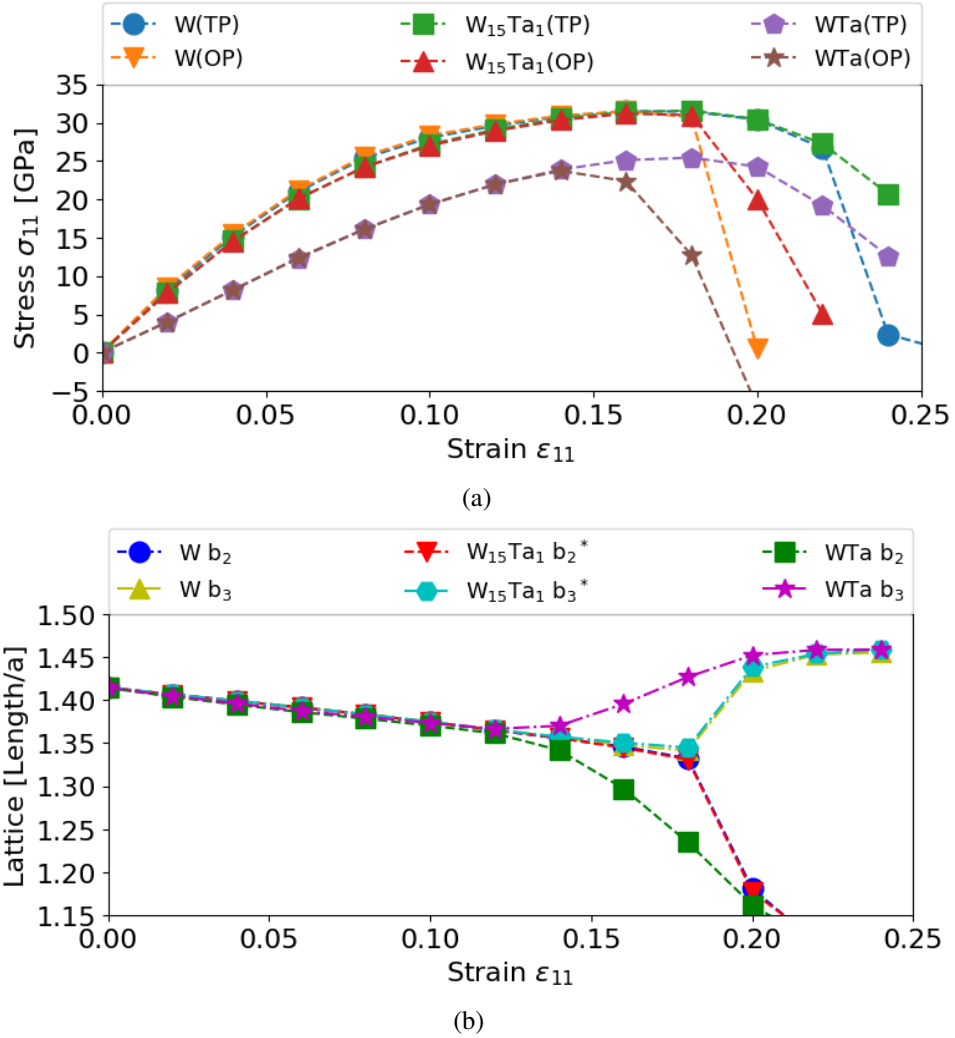 W(TP) W₁₅Ta₁(TP) WTa(TP)
W(OP) W₁₅Ta₁(OP) WTa(OP)
35
30
25
20
15
10
5
0
−5
Stress σ₁₁ [GPa]
0.00 0.05 0.10 0.15 0.20 0.25
Strain ε₁₁
(a)
W b₂ W₁₅Ta₁ b₂* WTa b₂
W b₃ W₁₅Ta₁ b₃* WTa b₃
1.50
1.45
1.40
1.35
1.30
1.25
1.20
1.15
Lattice [Length/a]
0.00 0.05 0.10 0.15 0.20 0.25
Strain ε₁₁
(b)